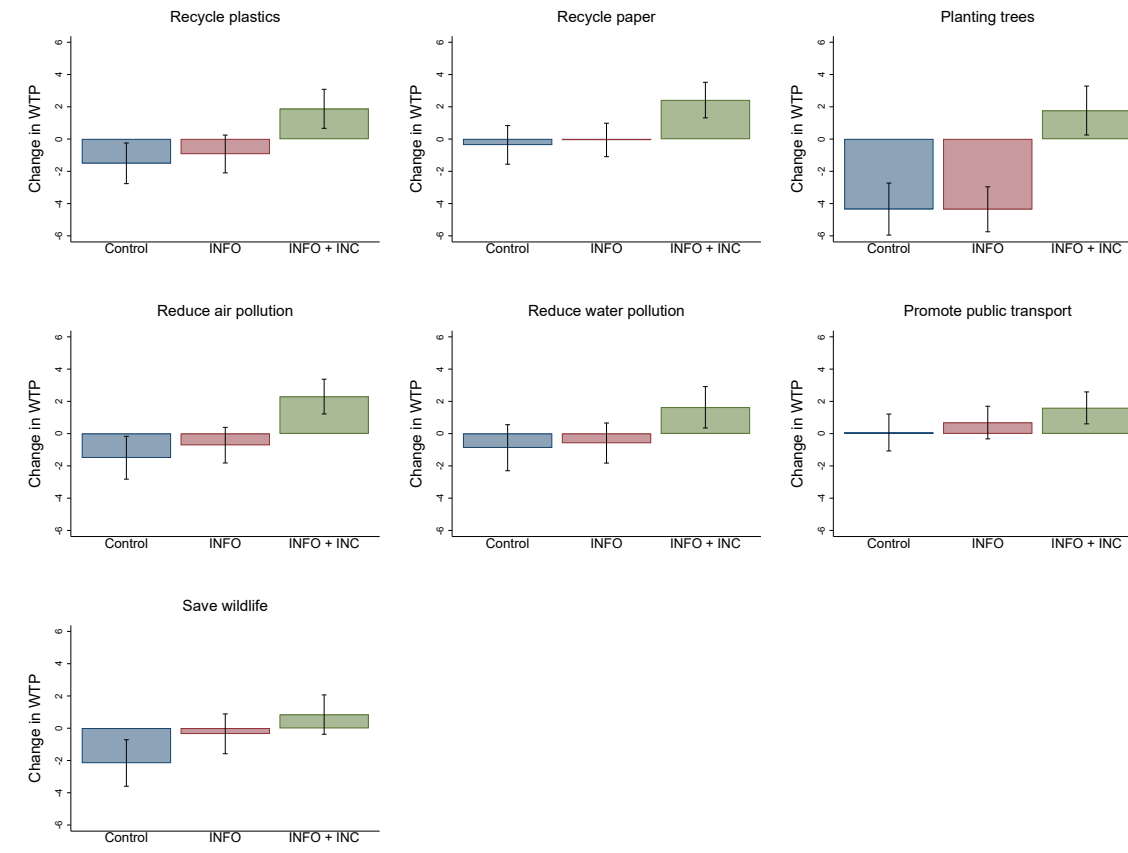 Recycle plastics
Change in WTP
6
4
2
0
-2
-4
-6
Control INFO INFO + INC
Recycle paper
Change in WTP
6
4
2
0
-2
-4
-6
Control INFO INFO + INC
Planting trees
Change in WTP
6
4
2
0
-2
-4
-6
Control INFO INFO + INC
Reduce air pollution
Change in WTP
6
4
2
0
-2
-4
-6
Control INFO INFO + INC
Reduce water pollution
Change in WTP
6
4
2
0
-2
-4
-6
Control INFO INFO + INC
Promote public transport
Change in WTP
6
4
2
0
-2
-4
-6
Control INFO INFO + INC
Save wildlife
Change in WTP
6
4
2
0
-2
-4
-6
Control INFO INFO + INC